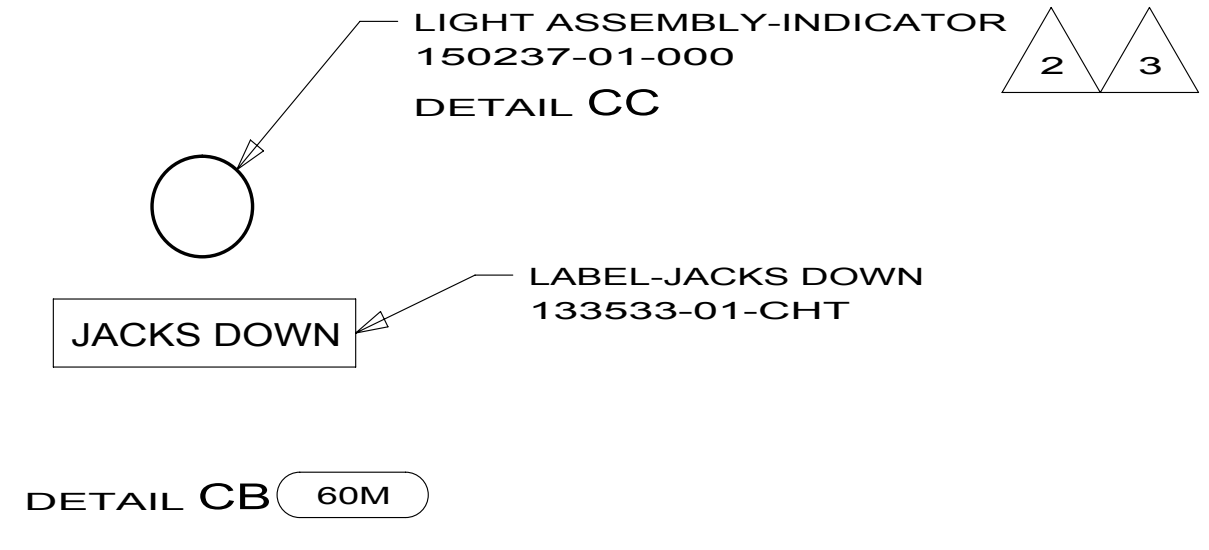 LIGHT ASSEMBLY-INDICATOR
150237-01-000
DETAIL CC
2 3
LABEL-JACKS DOWN
133533-01-CHT
JACKS DOWN
DETAIL CB 60M